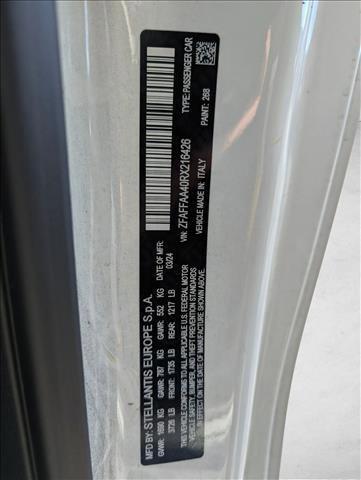 MFD BY: STELLANTIS EUROPE S.p.A. DATE OF MFR.: 03/24
GVWR: 1690 KG GAWR: 787 KG GAWR: 552 KG
3726 LB FRONT: 1735 LB REAR: 1217 LB
THIS VEHICLE CONFORMS TO ALL APPLICABLE U.S. FEDERAL MOTOR
VEHICLE SAFETY, BUMPER, AND THEFT PREVENTION STANDARDS IN
EFFECT ON THE DATE OF MANUFACTURE SHOWN ABOVE.
VIN: ZFAFFAA40RX216426 TYPE: PASSENGER CAR
VEHICLE MADE IN: ITALY PAINT: 268